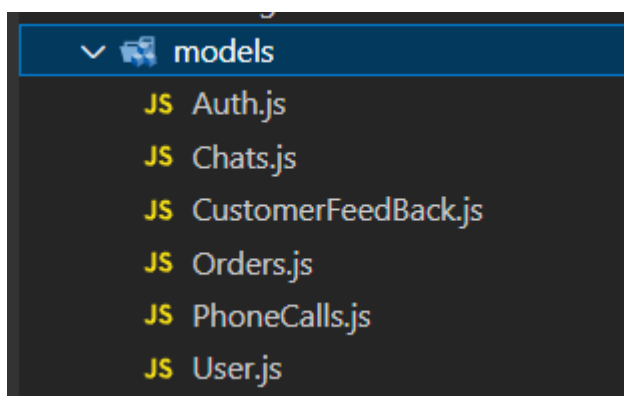 models
JS Auth.js
JS Chats.js
JS CustomerFeedBack.js
JS Orders.js
JS PhoneCalls.js
JS User.js